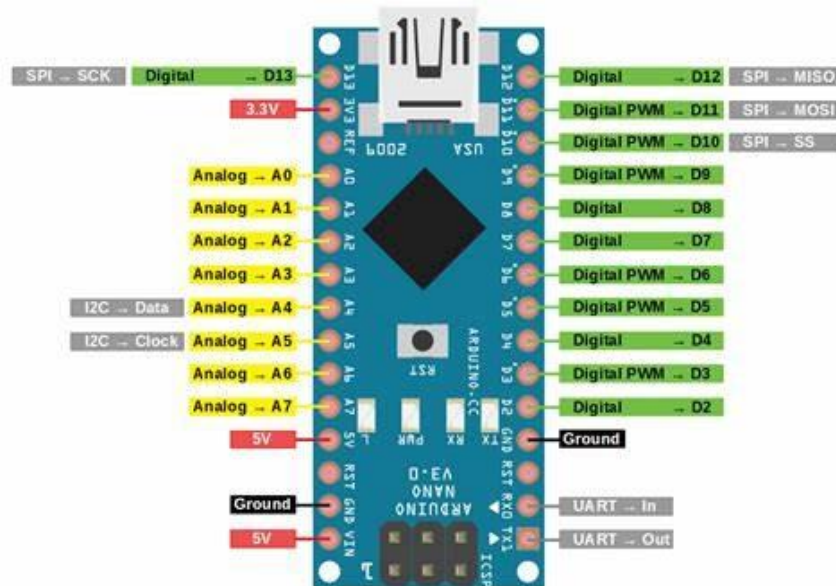 SPI → SCK Digital → D13
3.3V
Analog → A0
Analog → A1
Analog → A2
Analog → A3
I2C → Data Analog → A4
I2C → Clock Analog → A5
Analog → A6
Analog → A7
5V
Ground
5V
D13
3V3
REF
A0
A1
A2
A3
A4
A5
A6
A7
5V
RST
GND
VIN
USA
2009
RST
ARDUINO.CC
L
PWR
RX
TX
ARDUINO
NANO
V3.0
1
ICSP
D12
D11
D10
D9
D8
D7
D6
D5
D4
D3
D2
GND
RST
RX0
TX1
Digital → D12 SPI → MISO
Digital PWM → D11 SPI → MOSI
Digital PWM → D10 SPI → SS
Digital PWM → D9
Digital → D8
Digital → D7
Digital PWM → D6
Digital PWM → D5
Digital → D4
Digital PWM → D3
Digital → D2
Ground
UART → In
UART → Out